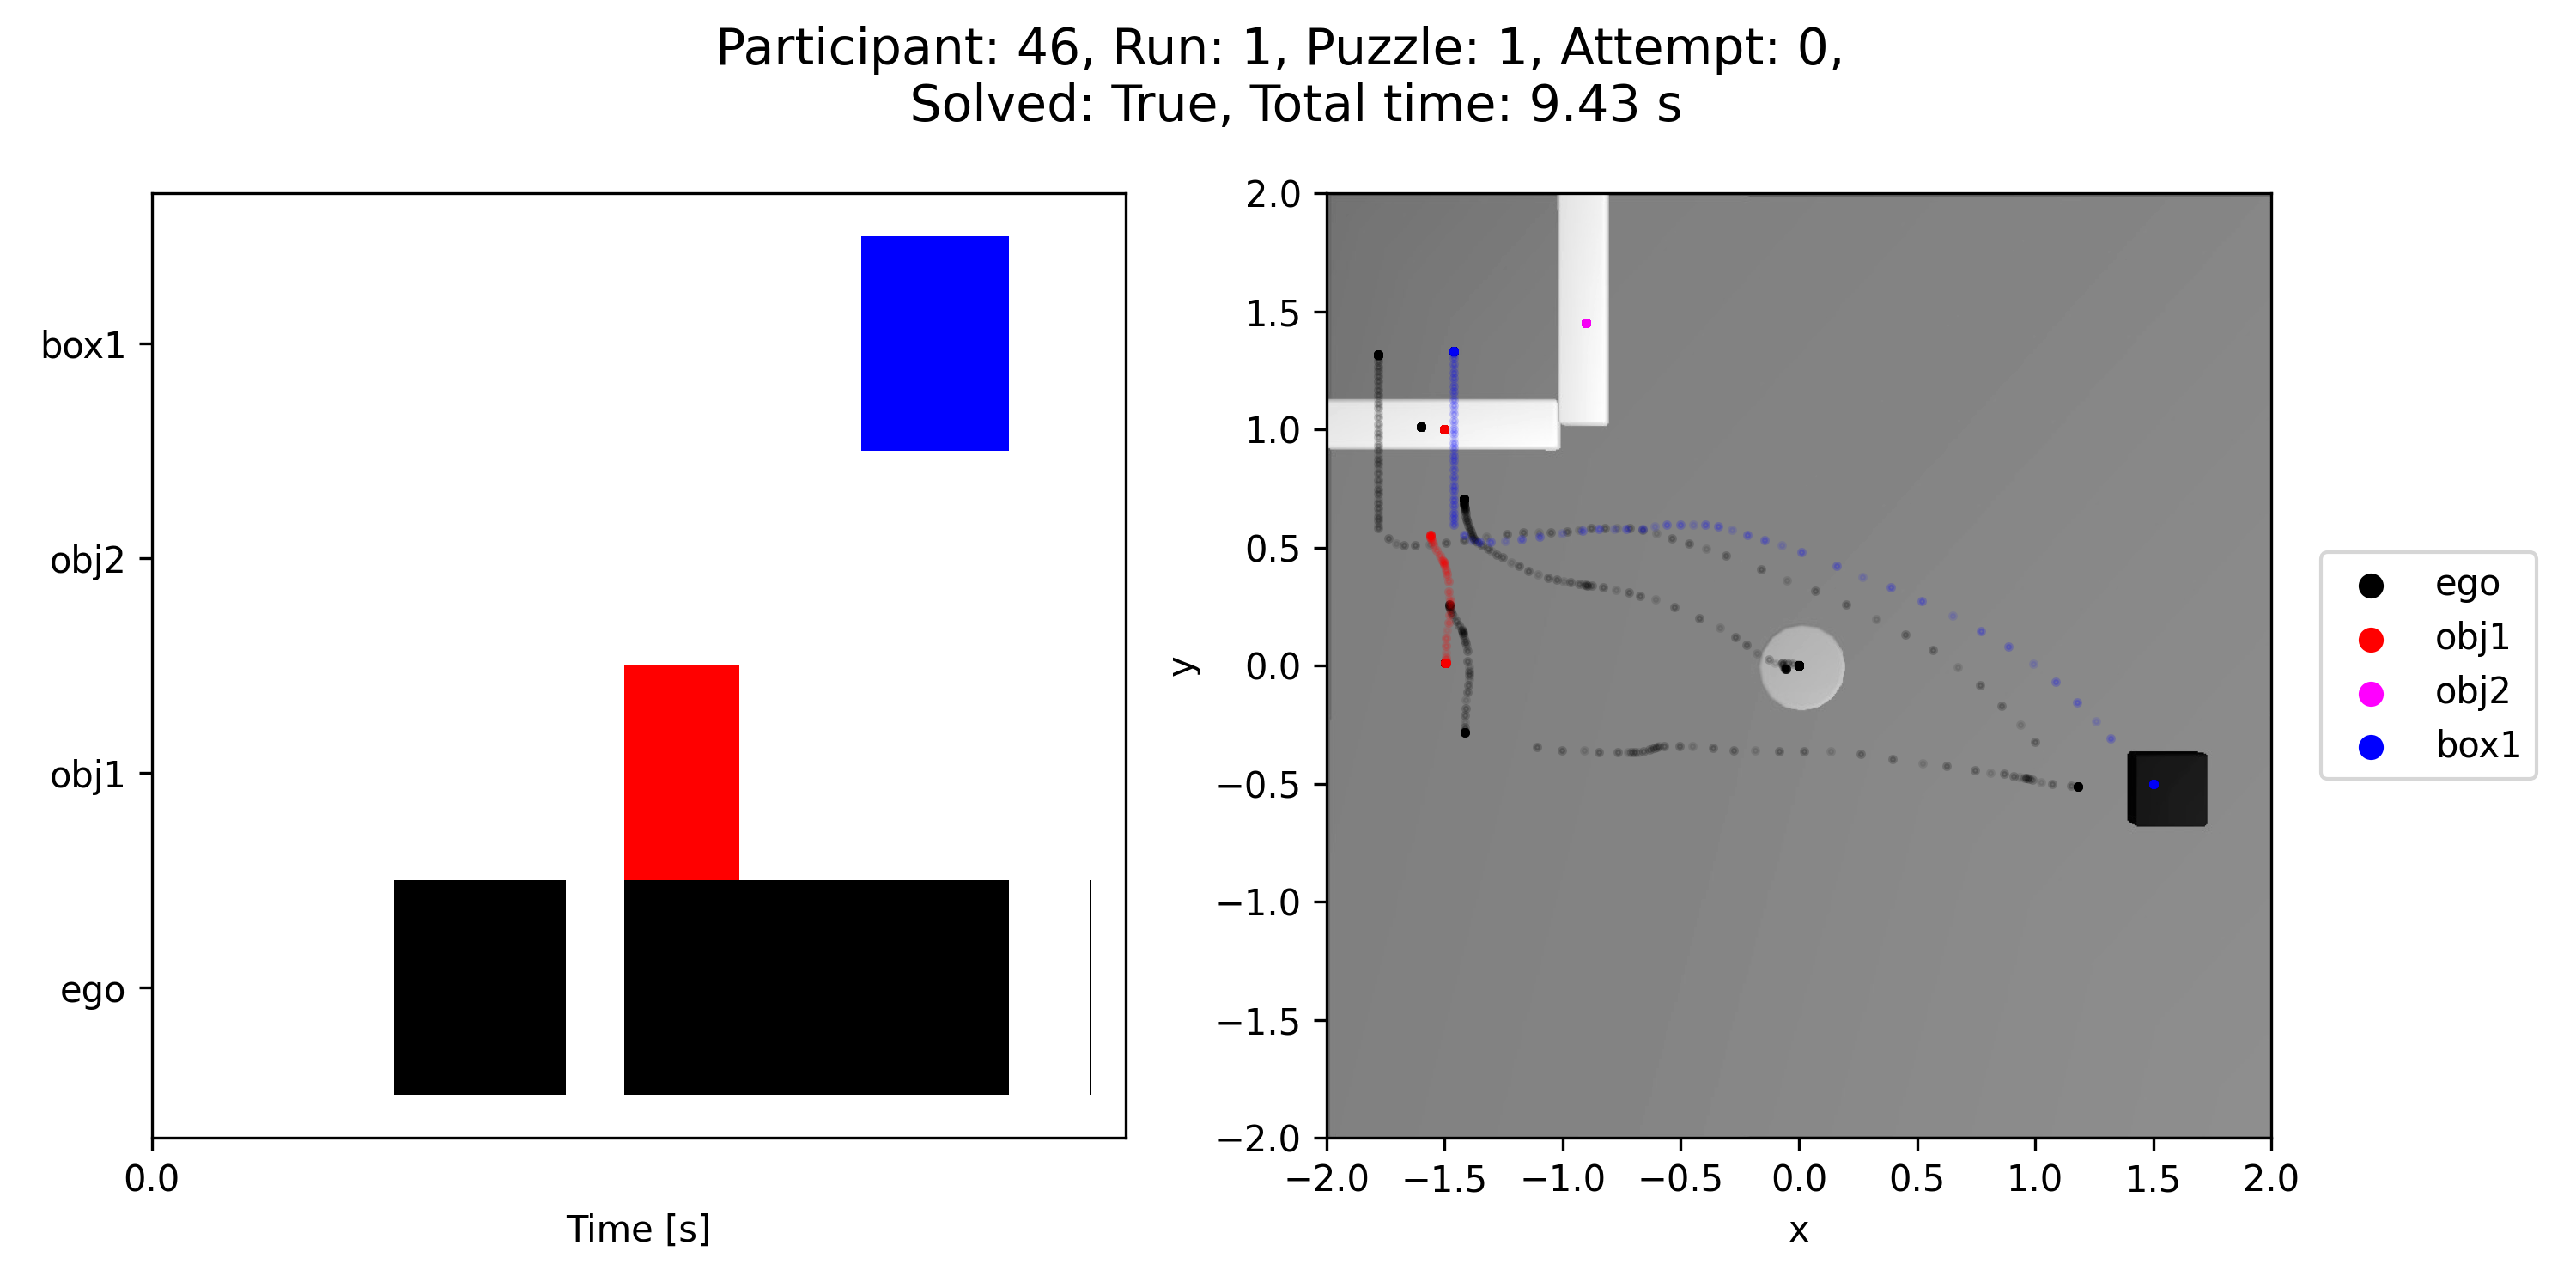 Participant: 46, Run: 1, Puzzle: 1, Attempt: 0,
Solved: True, Total time: 9.43 s
box1
obj2
obj1
ego
0.0
Time [s]
2.0
1.5
1.0
0.5
0.0
−0.5
−1.0
−1.5
−2.0
y
−2.0 −1.5 −1.0 −0.5 0.0 0.5 1.0 1.5 2.0
x
ego
obj1
obj2
box1